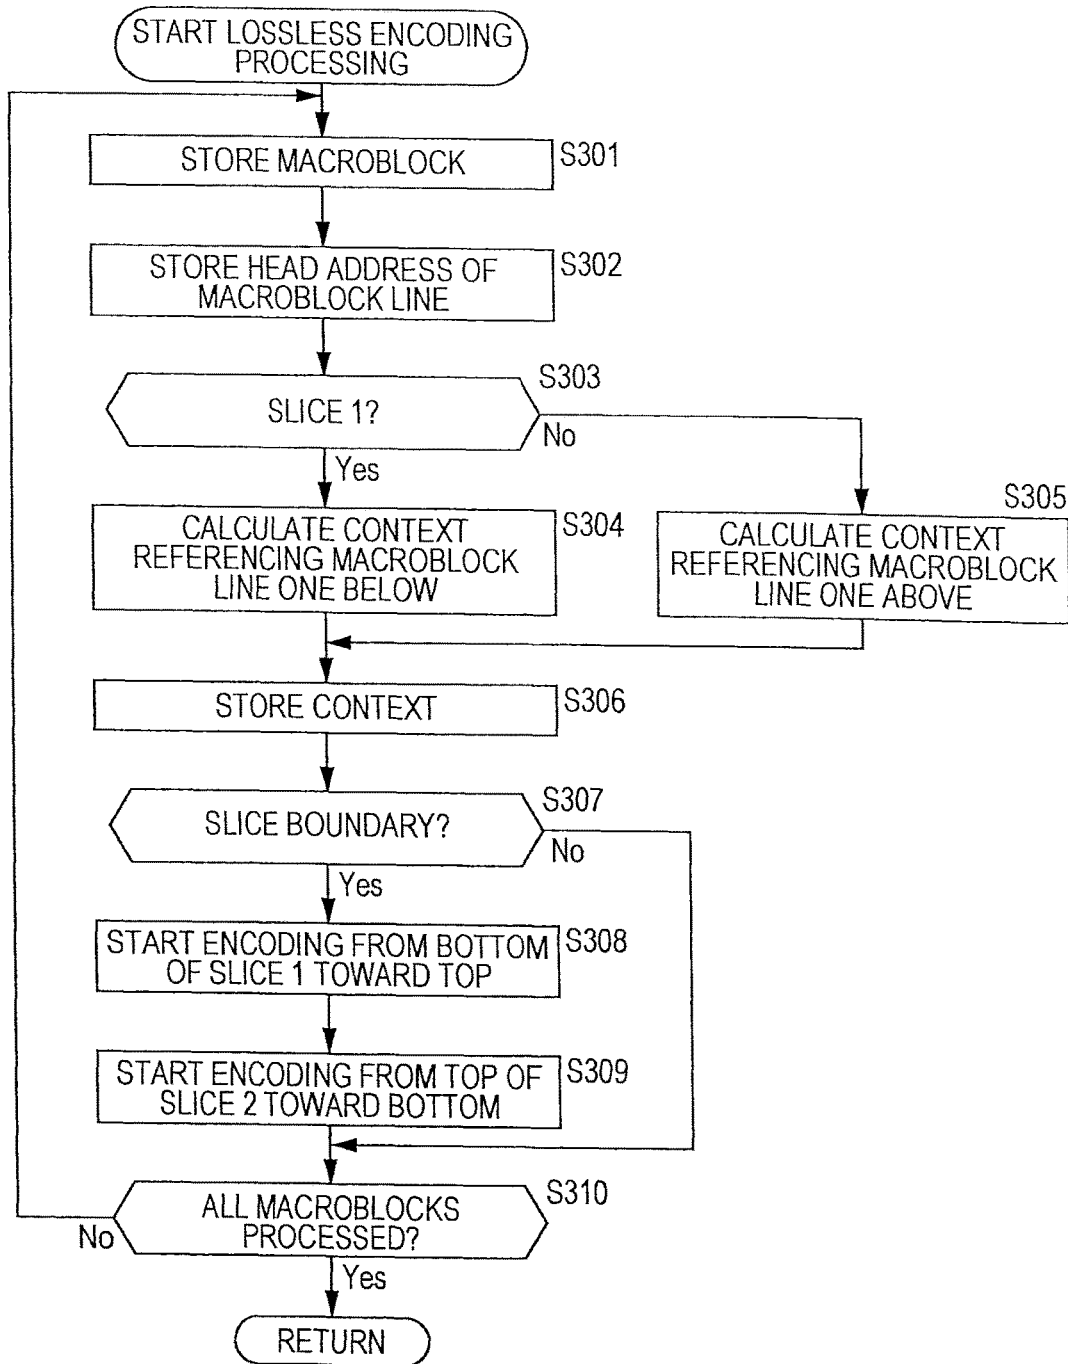 START LOSSLESS ENCODING
PROCESSING
STORE MACROBLOCK
S301
STORE HEAD ADDRESS OF
MACROBLOCK LINE
S302
SLICE 1?
S303
No
Yes
CALCULATE CONTEXT
REFERENCING MACROBLOCK
LINE ONE BELOW
S304
CALCULATE CONTEXT
REFERENCING MACROBLOCK
LINE ONE ABOVE
S305
STORE CONTEXT
S306
SLICE BOUNDARY?
S307
No
Yes
START ENCODING FROM BOTTOM
OF SLICE 1 TOWARD TOP
S308
START ENCODING FROM TOP OF
SLICE 2 TOWARD BOTTOM
S309
ALL MACROBLOCKS
PROCESSED?
S310
No
Yes
RETURN